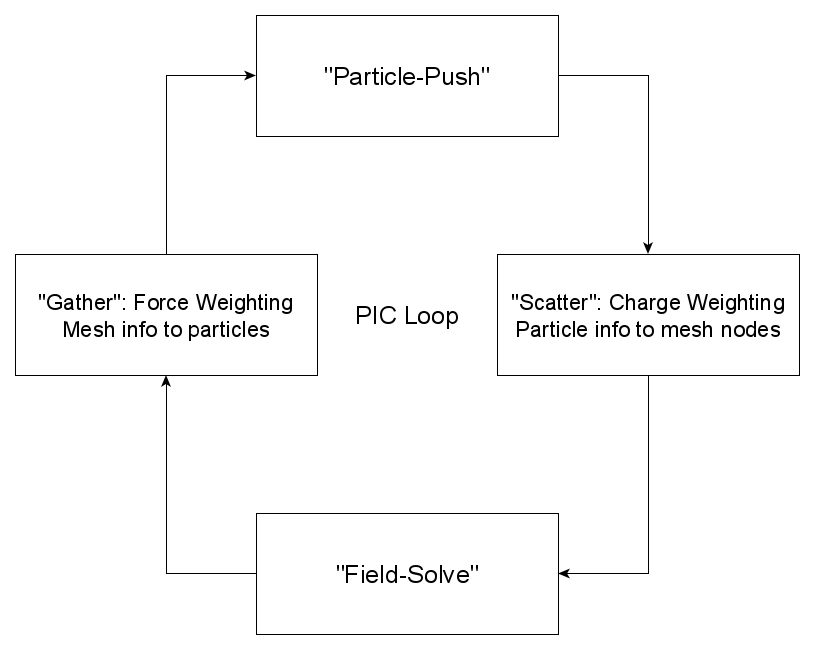 "Particle-Push"
"Gather": Force Weighting
Mesh info to particles
PIC Loop
"Scatter": Charge Weighting
Particle info to mesh nodes
"Field-Solve"